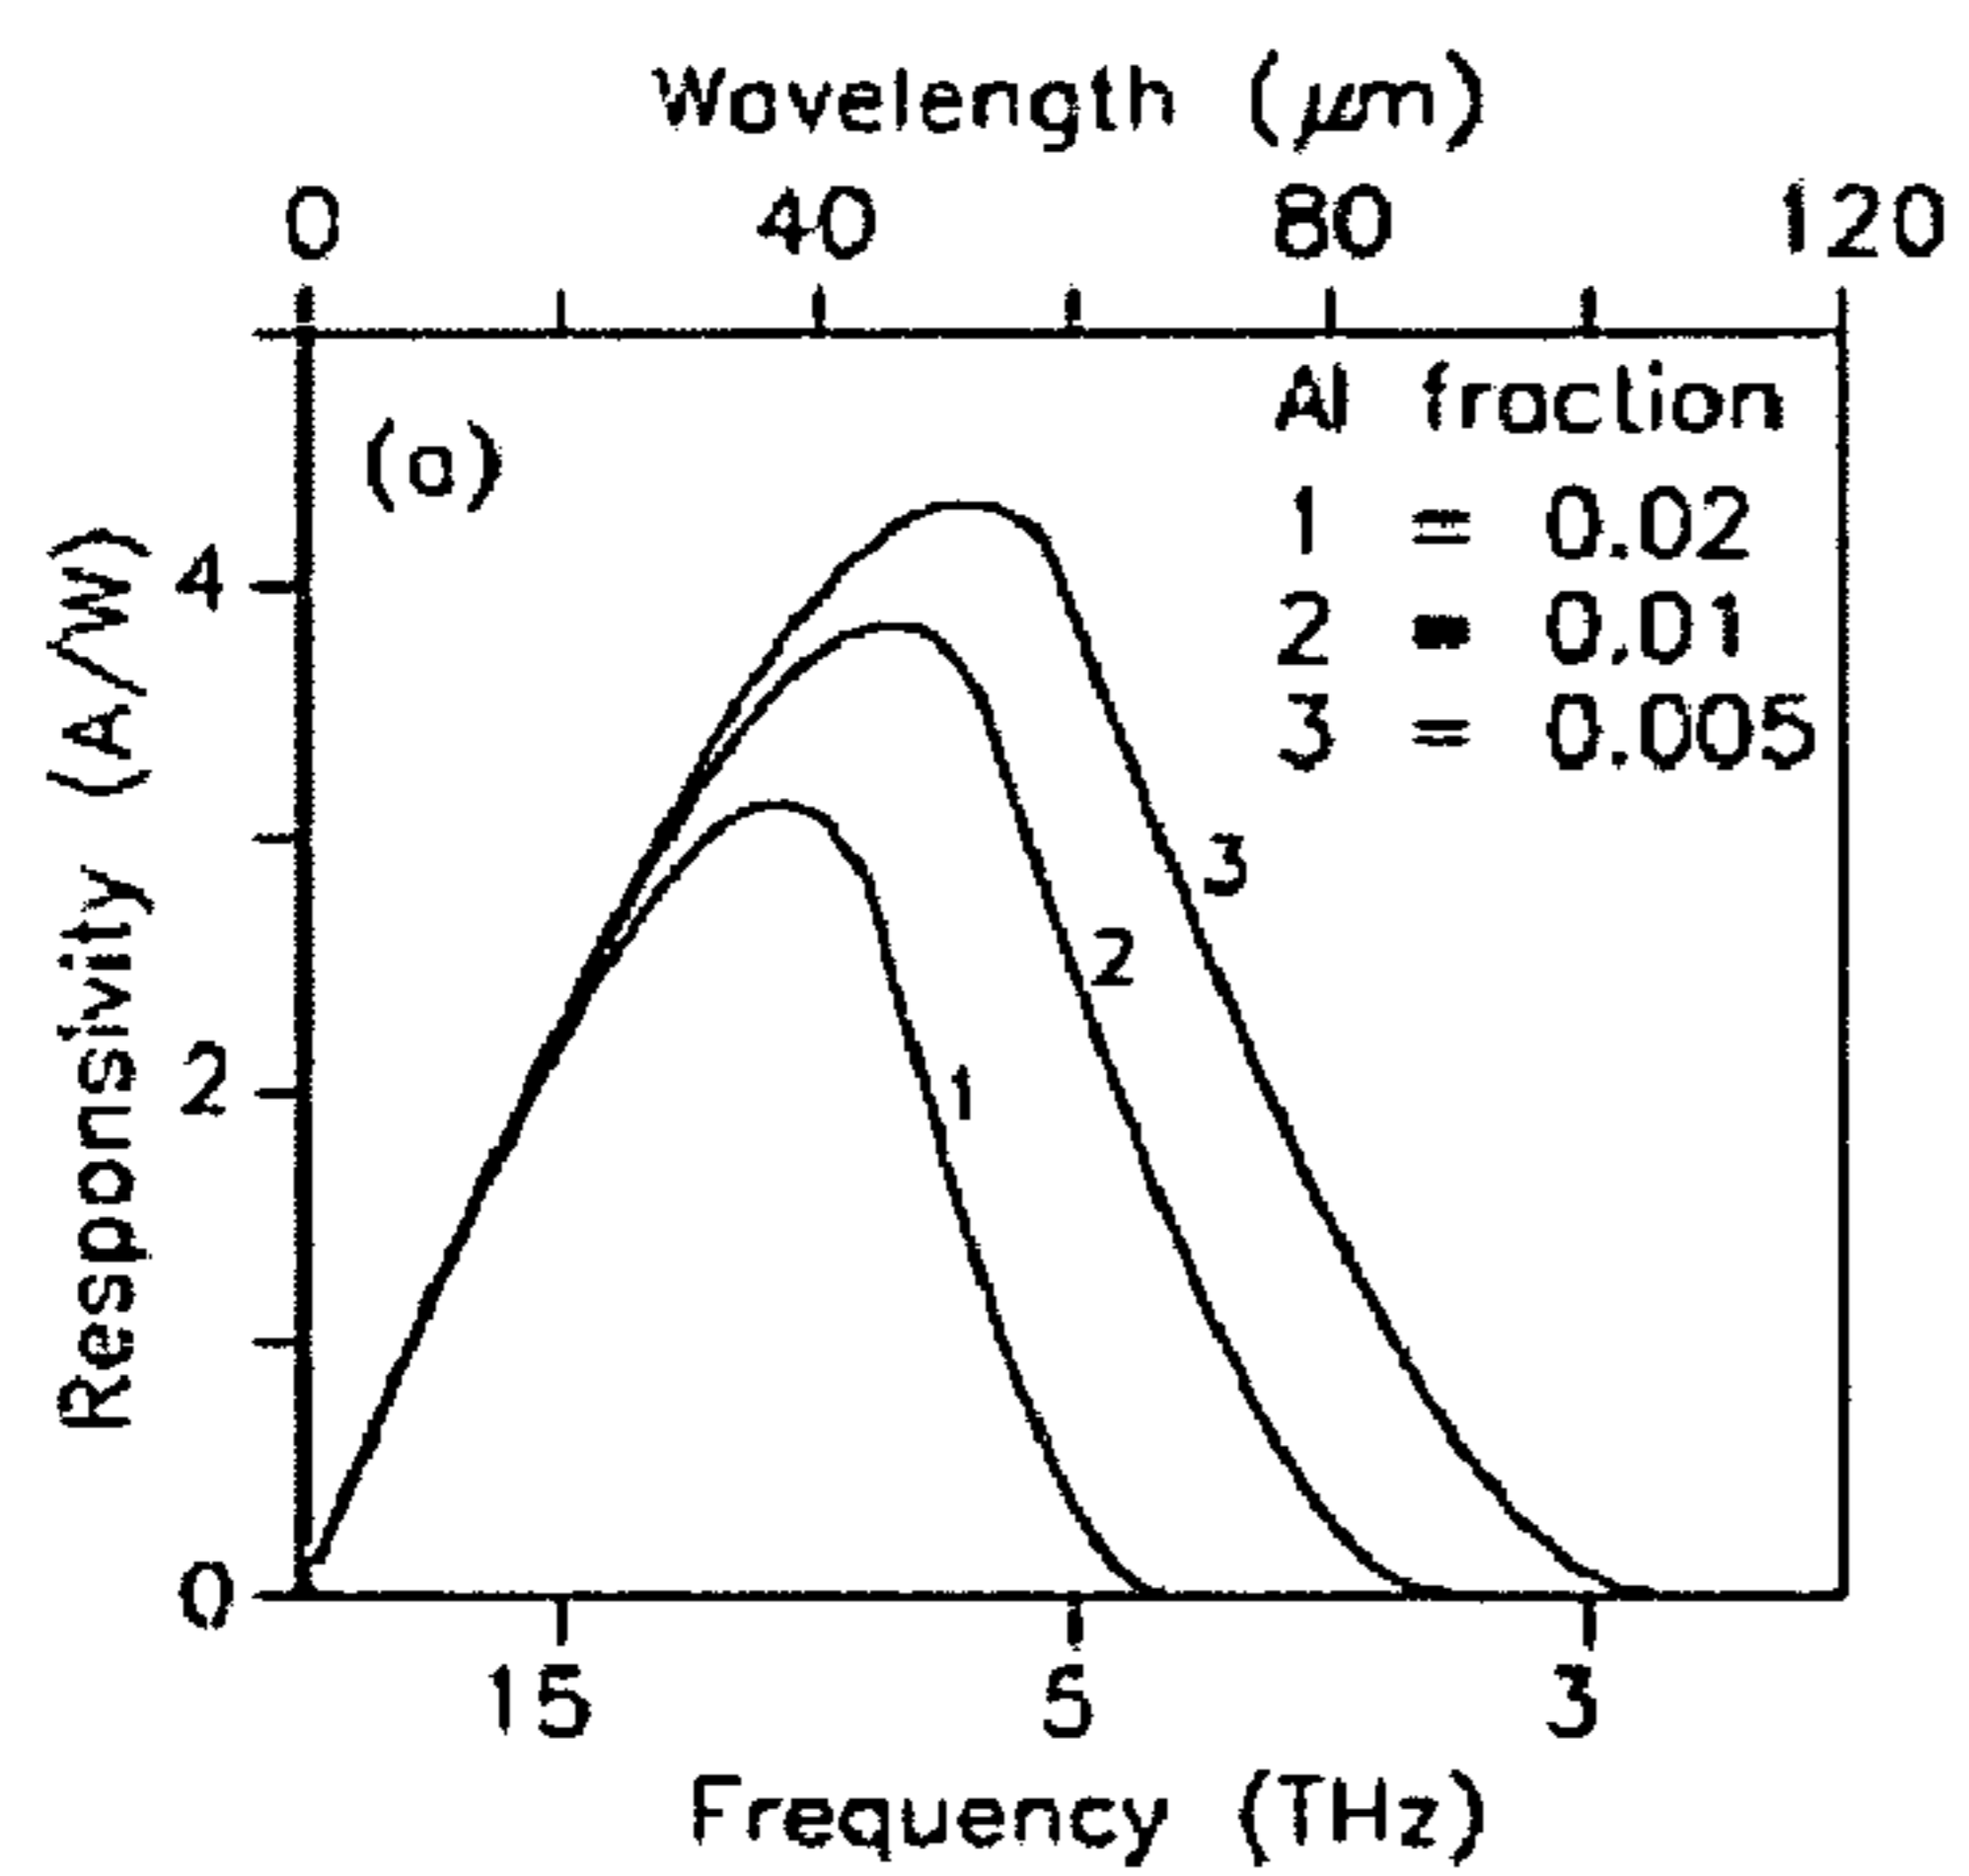 Wavelength (μm)
0 40 80 120
(a)
Al fraction
1 = 0.02
2 = 0.01
3 = 0.005
Responsivity (A/W)
4
2
0
3
2
1
15 5 3
Frequency (THz)